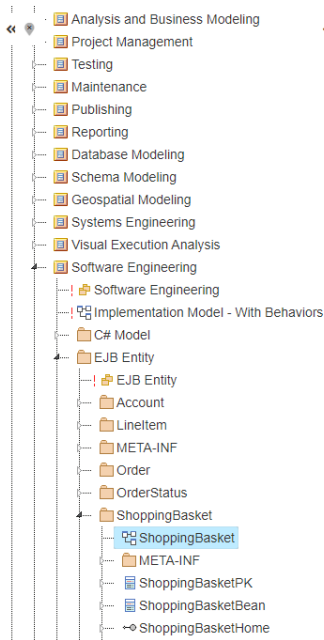 Analysis and Business Modeling
Project Management
Testing
Maintenance
Publishing
Reporting
Database Modeling
Schema Modeling
Geospatial Modeling
Systems Engineering
Visual Execution Analysis
Software Engineering
Software Engineering
Implementation Model - With Behaviors
C# Model
EJB Entity
EJB Entity
Account
LineItem
META-INF
Order
OrderStatus
ShoppingBasket
ShoppingBasket
META-INF
ShoppingBasketPK
ShoppingBasketBean
ShoppingBasketHome